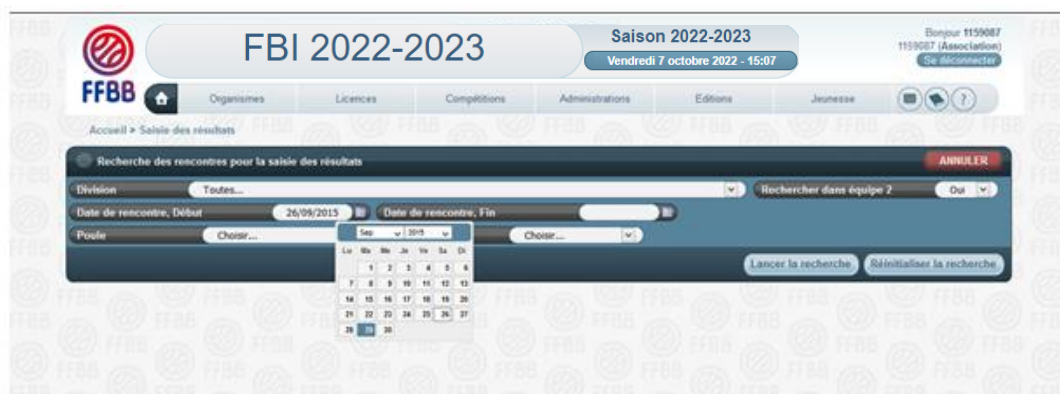 FBI 2022-2023
Saison 2022-2023
Vendredi 7 octobre 2022 - 15:07
Bonjour 1159087
1159087 (Association)
Se déconnecter
FFBB
Organismes Licences Compétitions Administrations Editions Jeunesse ?
Accueil > Saisie des résultats
Recherche des rencontres pour la saisie des résultats ANNULER
Division Toutes... Rechercher dans équipe 2 Oui
Date de rencontre, Début 26/09/2015 Date de rencontre, Fin
Poule Choisir... Choisir...
Sep 2015
Lu Ma Me Je Ve Sa Di
1 2 3 4 5 6
7 8 9 10 11 12 13
14 15 16 17 18 19 20
21 22 23 24 25 26 27
28 29 30
Lancer la recherche Réinitialiser la recherche